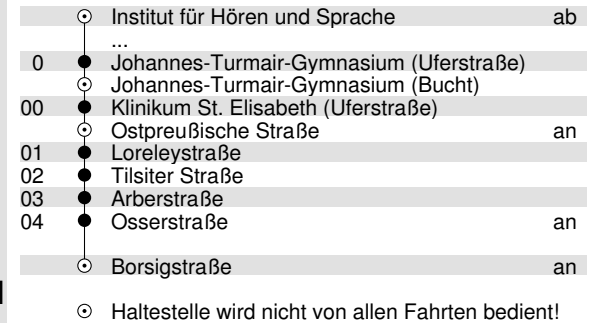 Institut für Hören und Sprache ab
...
0 Johannes-Turmair-Gymnasium (Uferstraße)
Johannes-Turmair-Gymnasium (Bucht)
00 Klinikum St. Elisabeth (Uferstraße)
Ostpreußische Straße an
01 Loreleystraße
02 Tilsiter Straße
03 Arberstraße
04 Osserstraße an
Borsigstraße an
⊙ Haltestelle wird nicht von allen Fahrten bedient!